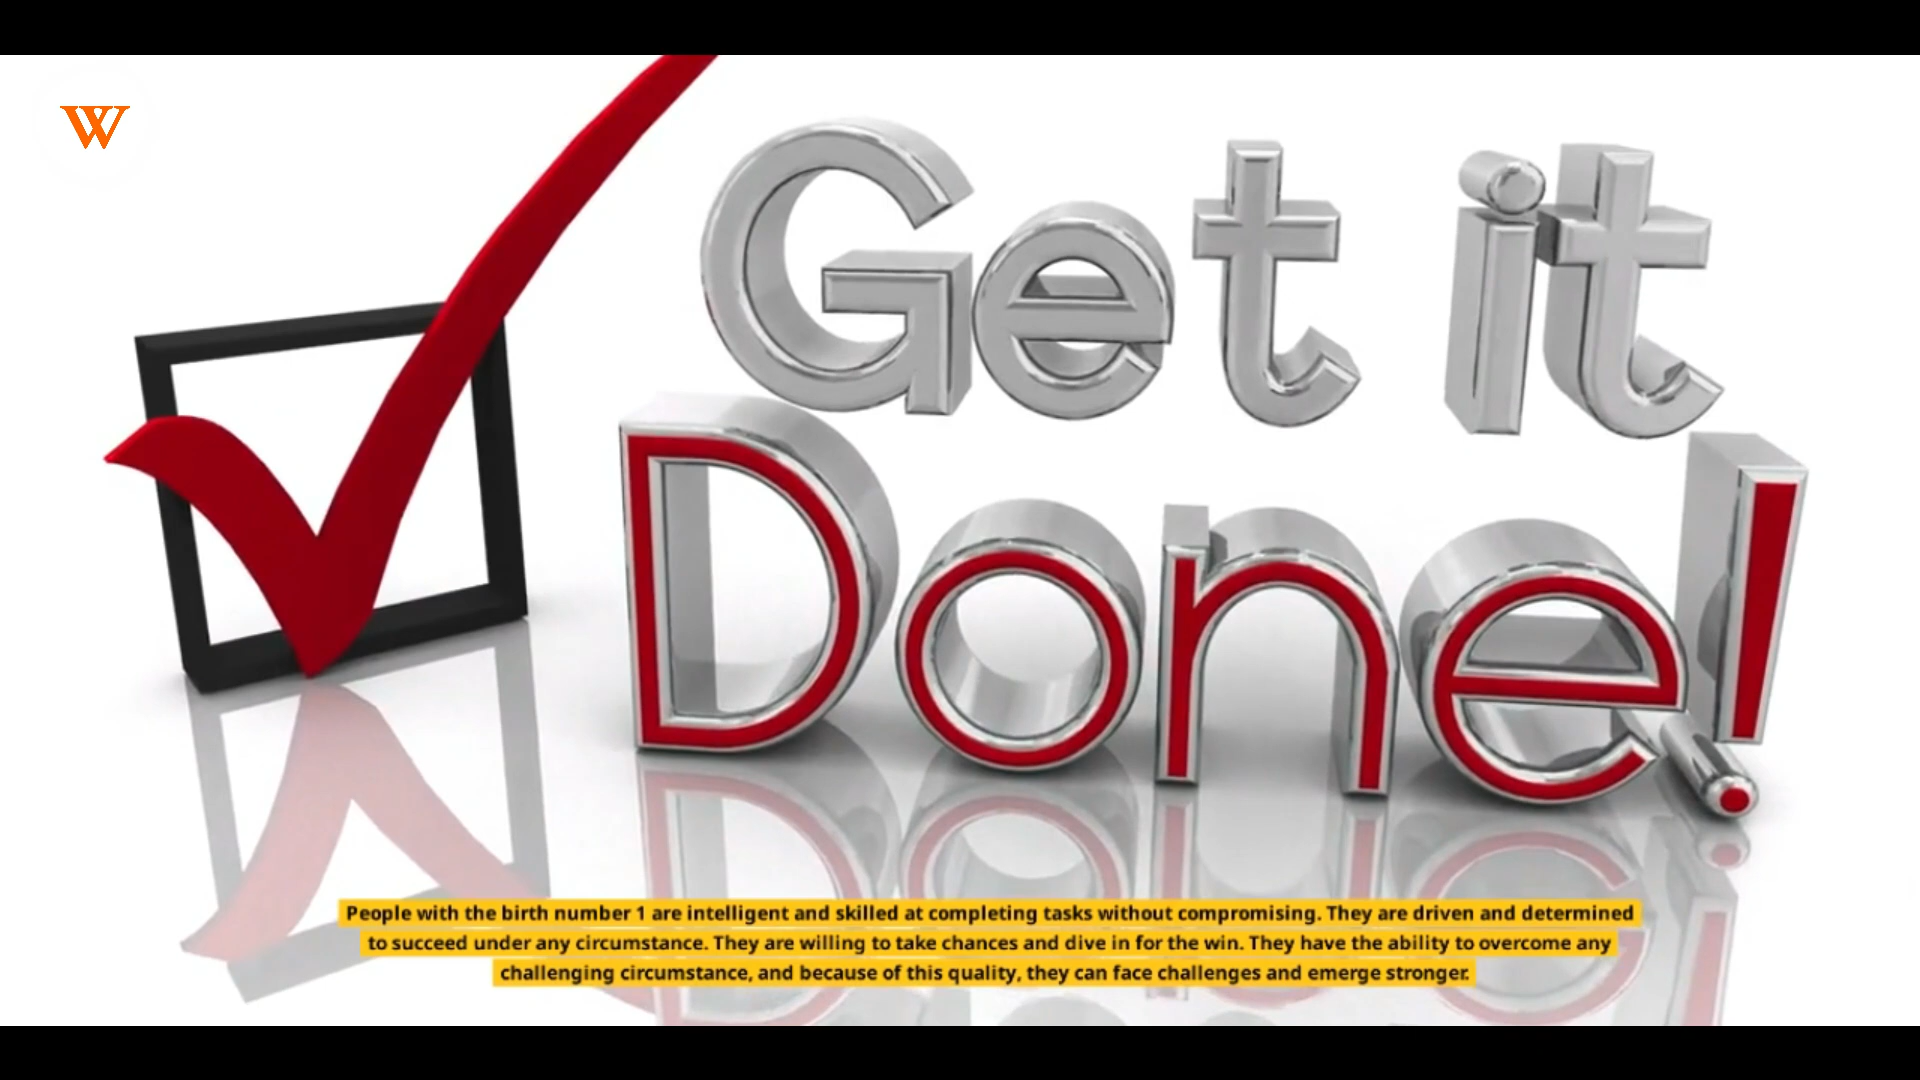 W
Get it
Done!
People with the birth number 1 are intelligent and skilled at completing tasks without compromising. They are driven and determined
to succeed under any circumstance. They are willing to take chances and dive in for the win. They have the ability to overcome any
challenging circumstance, and because of this quality, they can face challenges and emerge stronger.